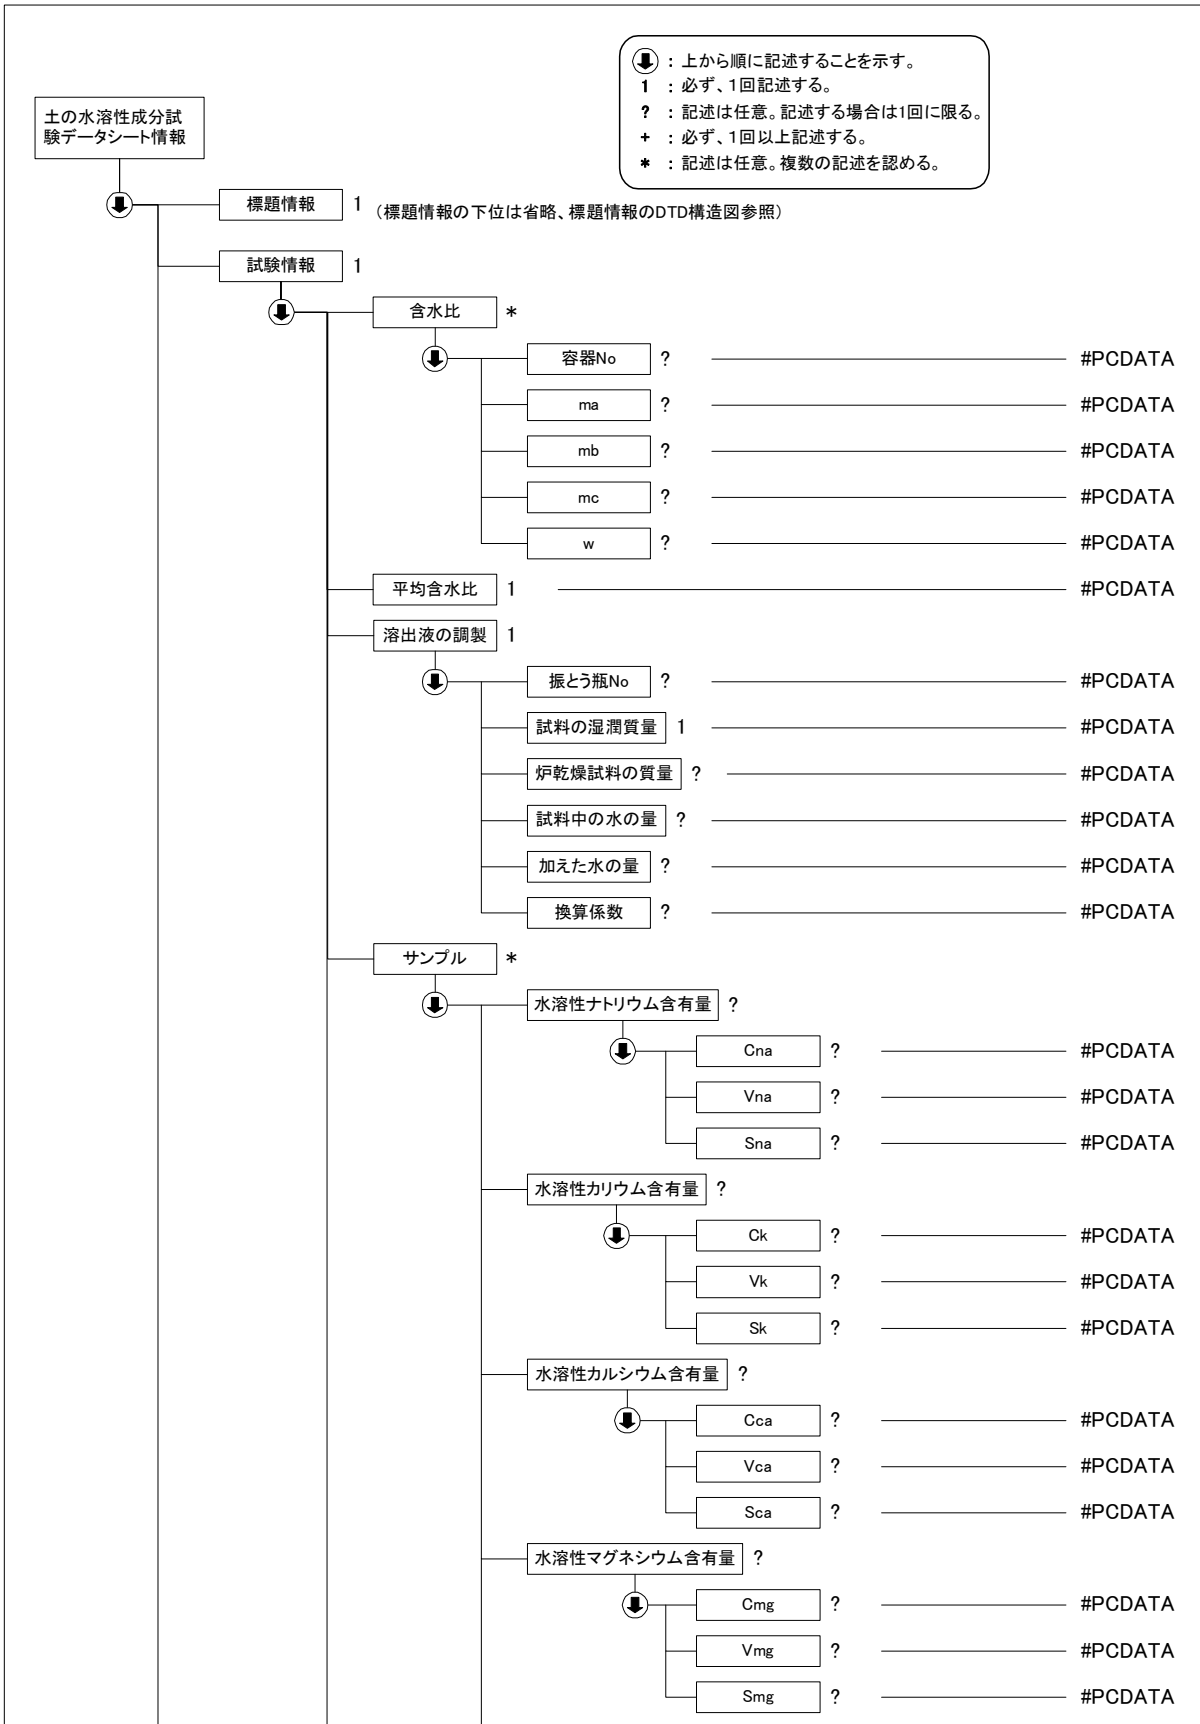 ：上から順に記述することを示す。
1 ：必ず、1回記述する。
? ：記述は任意。記述する場合は1回に限る。
+ ：必ず、1回以上記述する。
* ：記述は任意。複数の記述を認める。
土の水溶性成分試
験データシート情報
標題情報 1 （標題情報の下位は省略、標題情報のDTD構造図参照）
試験情報 1
含水比 *
容器No ? #PCDATA
ma ? #PCDATA
mb ? #PCDATA
mc ? #PCDATA
w ? #PCDATA
平均含水比 1 #PCDATA
溶出液の調製 1
振とう瓶No ? #PCDATA
試料の湿潤質量 1 #PCDATA
炉乾燥試料の質量 ? #PCDATA
試料中の水の量 ? #PCDATA
加えた水の量 ? #PCDATA
換算係数 ? #PCDATA
サンプル *
水溶性ナトリウム含有量 ?
Cna ? #PCDATA
Vna ? #PCDATA
Sna ? #PCDATA
水溶性カリウム含有量 ?
Ck ? #PCDATA
Vk ? #PCDATA
Sk ? #PCDATA
水溶性カルシウム含有量 ?
Cca ? #PCDATA
Vca ? #PCDATA
Sca ? #PCDATA
水溶性マグネシウム含有量 ?
Cmg ? #PCDATA
Vmg ? #PCDATA
Smg ? #PCDATA